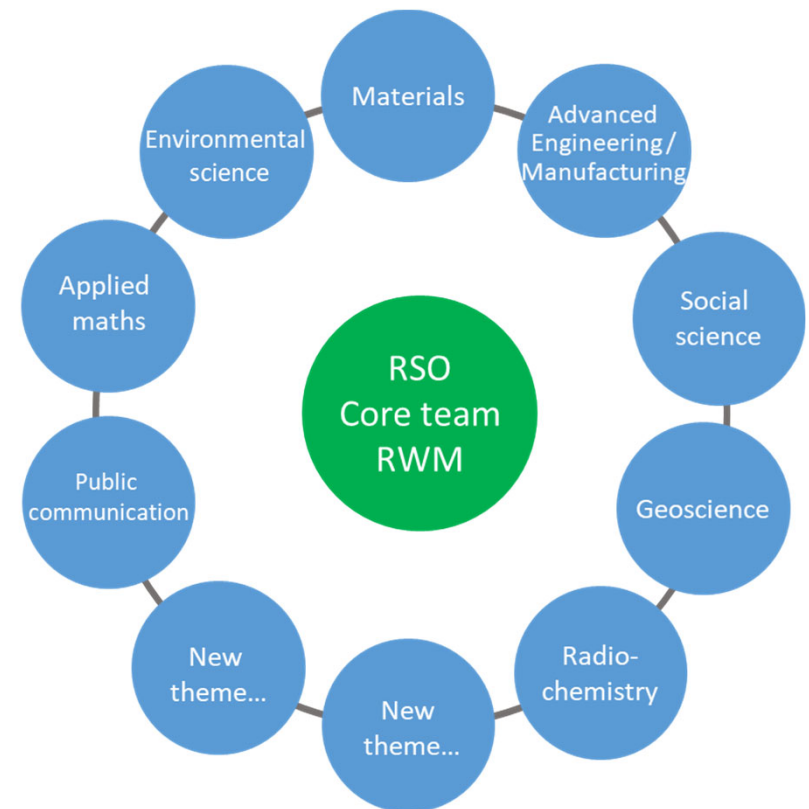 Materials
Advanced
Engineering/
Manufacturing
Social
science
Geoscience
Radio-
chemistry
New
theme...
New
theme...
Public
communication
Applied
maths
Environmental
science
RSO
Core team
RWM